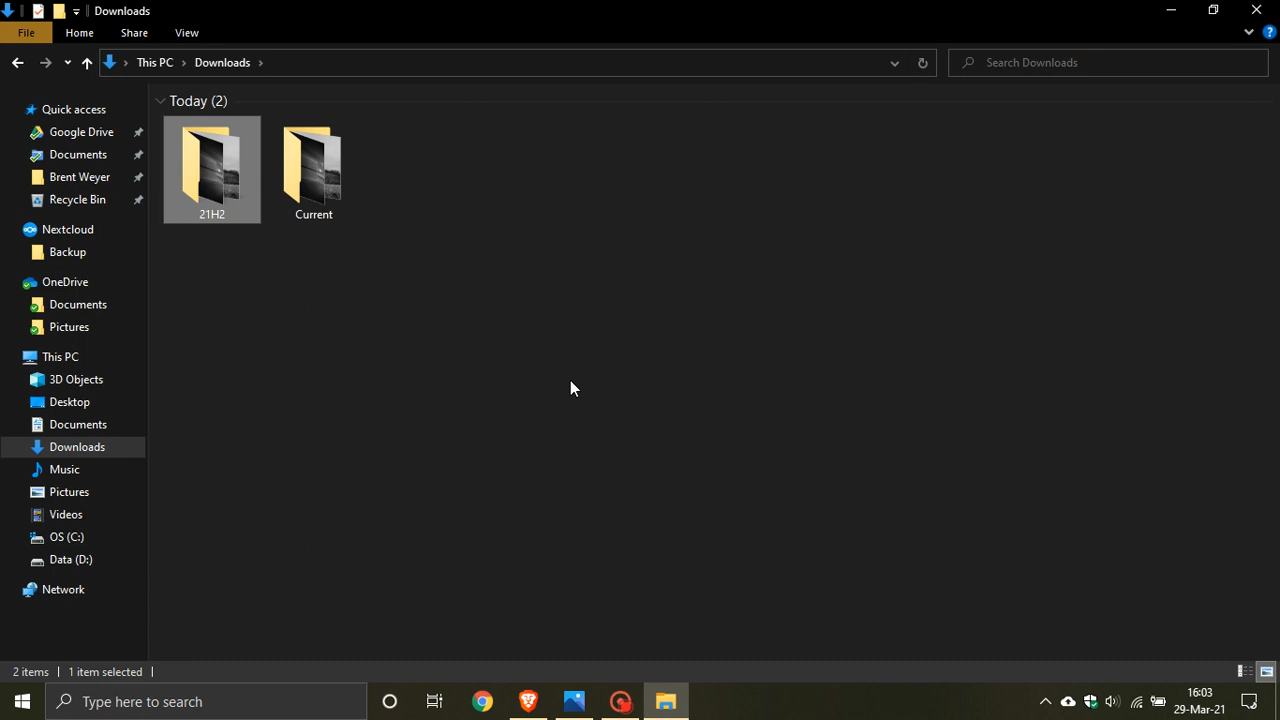 Downloads
File Home Share View
This PC Downloads Search Downloads
Today (2)
21H2 Current
Quick access
Google Drive
Documents
Brent Weyer
Recycle Bin
Nextcloud
Backup
OneDrive
Documents
Pictures
This PC
3D Objects
Desktop
Documents
Downloads
Music
Pictures
Videos
OS (C:)
Data (D:)
Network
2 items 1 item selected
Type here to search
16:03
29-Mar-21